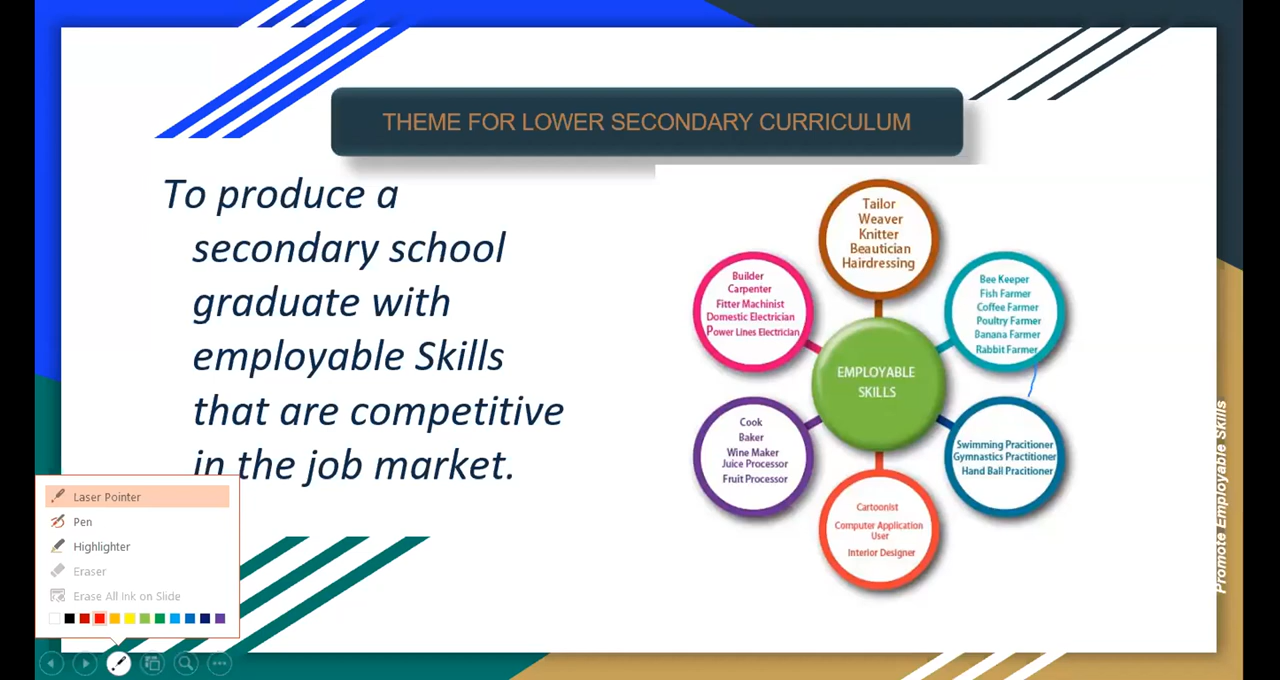 THEME FOR LOWER SECONDARY CURRICULUM
To produce a
secondary school
graduate with
employable Skills
that are competitive
in the job market.
Tailor
Weaver
Knitter
Beautician
Hairdressing
Builder
Carpenter
Fitter Machinist
Domestic Electrician
Power Lines Electrician
Bee Keeper
Fish Farmer
Coffee Farmer
Poultry Farmer
Banana Farmer
Rabbit Farmer
EMPLOYABLE
SKILLS
Cook
Baker
Wine Maker
Juice Processor
Fruit Processor
Swimming Pracitioner
Gymnastics Practitioner
Hand Ball Pracitioner
Cartoonist
Computer Application
User
Interior Designer
Promote Employable Skills
Laser Pointer
Pen
Highlighter
Eraser
Erase All Ink on Slide